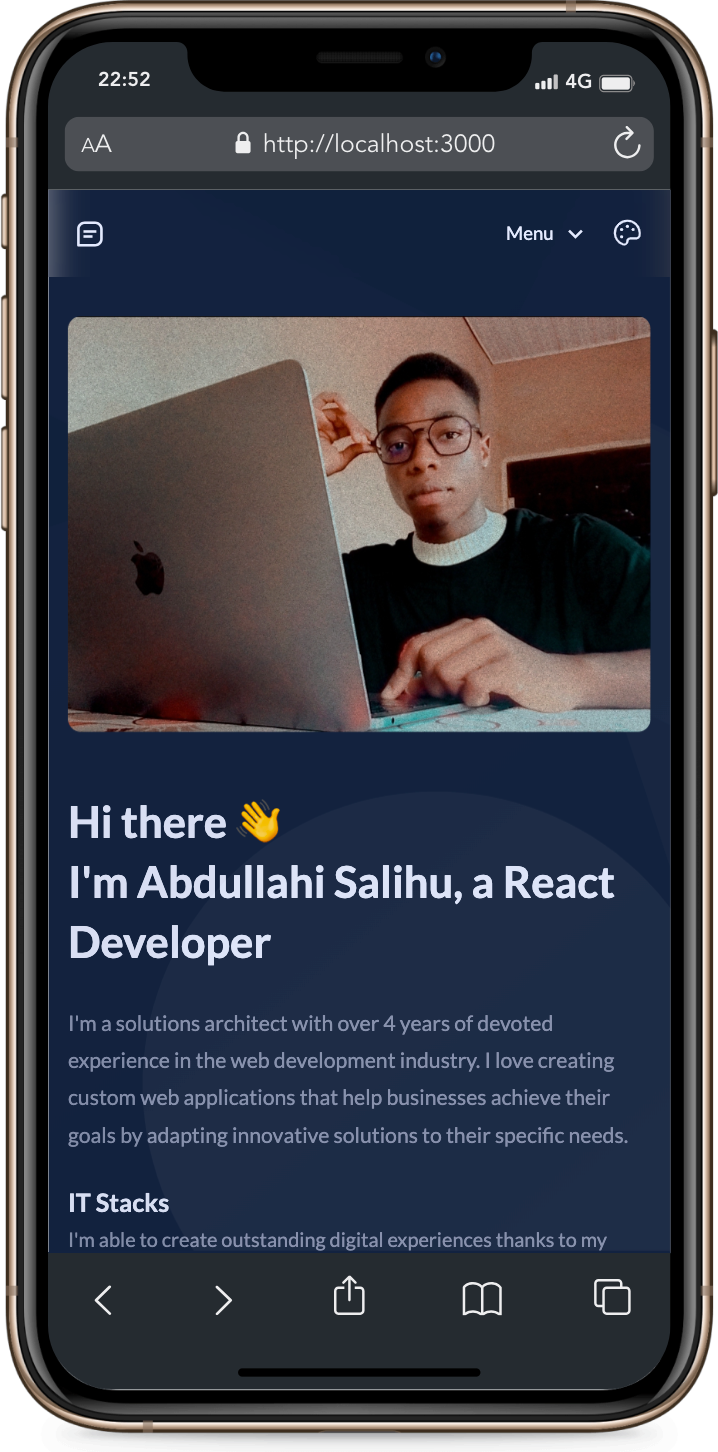 22:52
4G
AA
http://localhost:3000
Menu
Hi there 👋
I'm Abdullahi Salihu, a React
Developer
I'm a solutions architect with over 4 years of devoted
experience in the web development industry. I love creating
custom web applications that help businesses achieve their
goals by adapting innovative solutions to their specific needs.
IT Stacks
I'm able to create outstanding digital experiences thanks to my